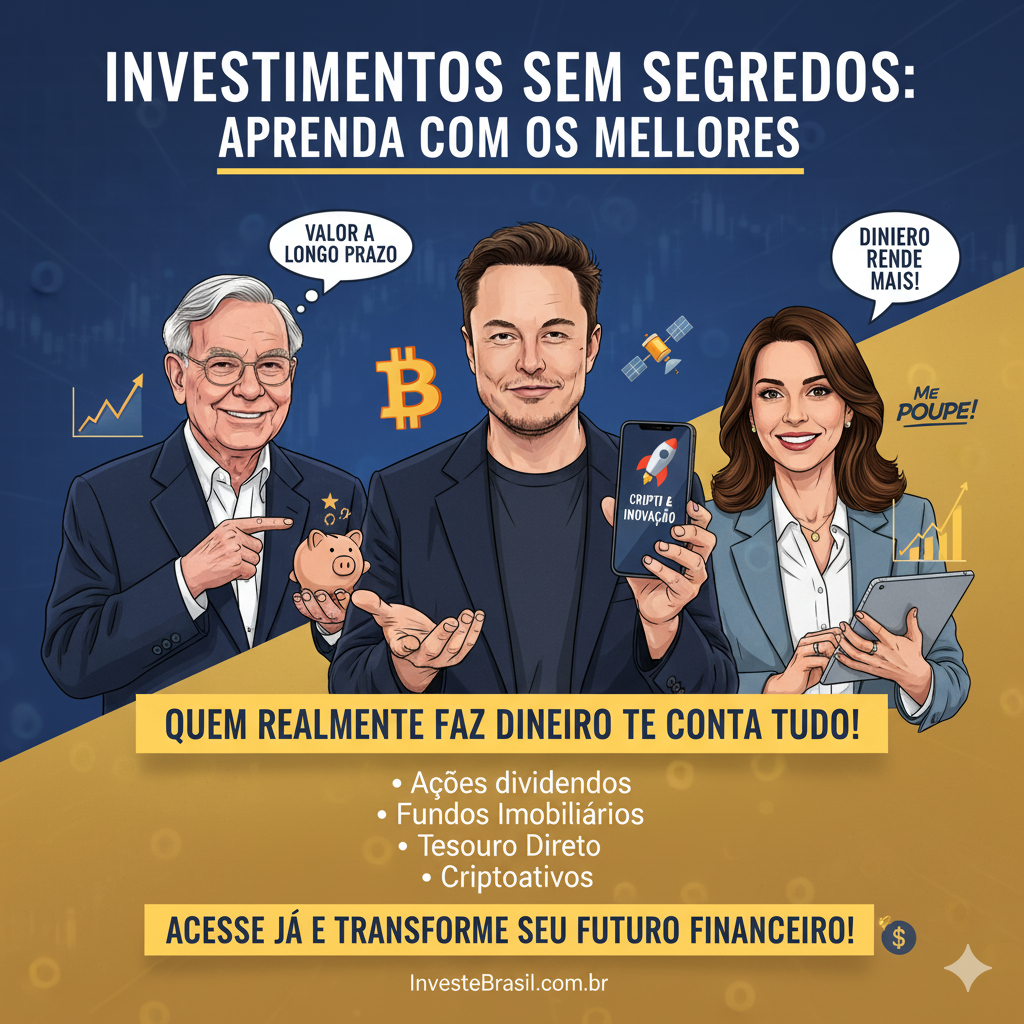 INVESTIMENTOS SEM SEGREDOS:
APRENDA COM OS MELLORES
VALOR A
LONGO PRAZO
DINIERO
RENDE
MAIS!
ME
POUPE!
CRIPTI &
INOVAÇÃO
QUEM REALMENTE FAZ DINEIRO TE CONTA TUDO!
• Ações dividendos
• Fundos Imobiliários
• Tesouro Direto
• Criptoativos
ACESSE JÁ E TRANSFORME SEU FUTURO FINANCEIRO!
$
InvesteBrasil.com.br